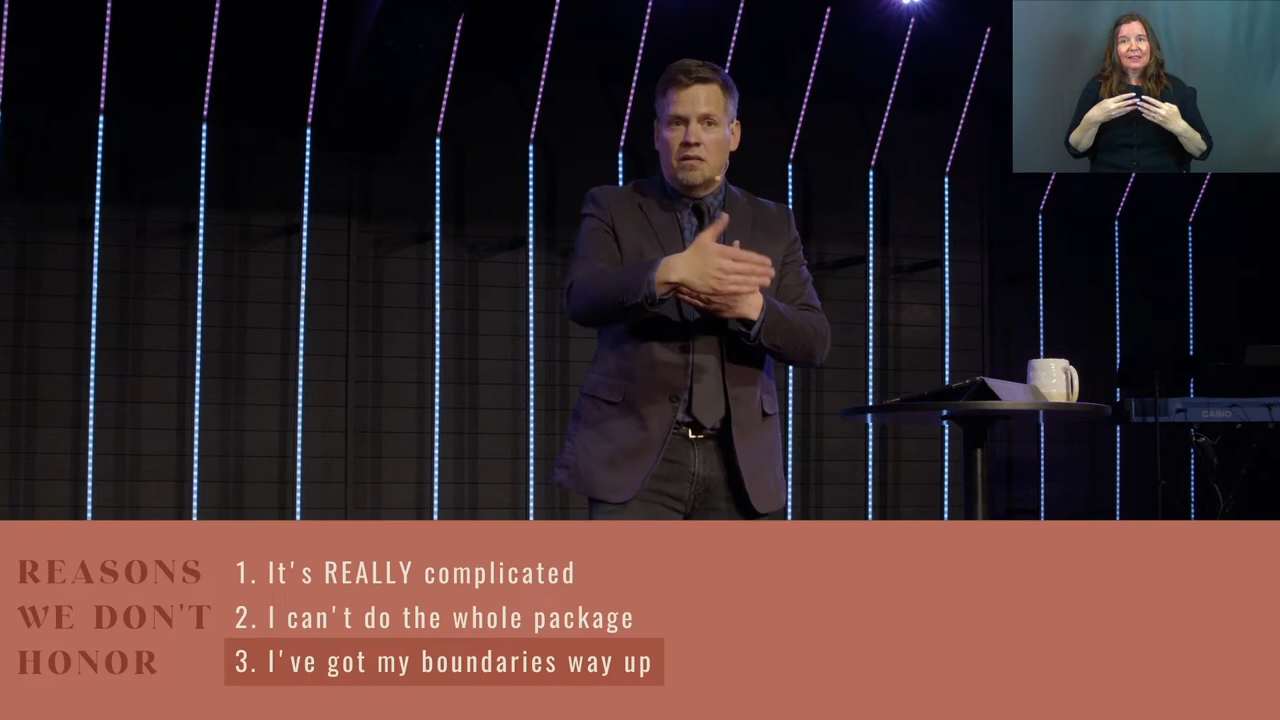 CASIO
REASONS
WE DON'T
HONOR
1. It's REALLY complicated
2. I can't do the whole package
3. I've got my boundaries way up